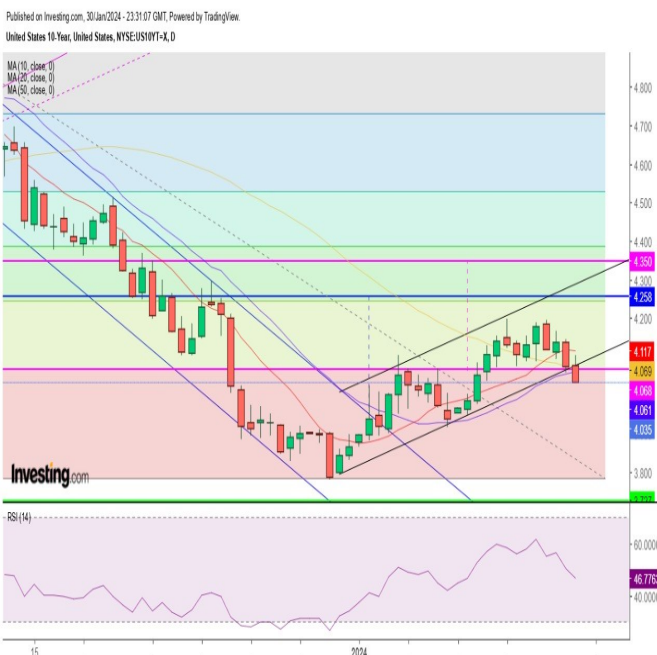 Published on Investing.com, 30/Jan/2024 - 23:31:07 GMT, Powered by TradingView.
United States 10-Year, United States, NYSE:US10YT=X, D
MA (10, close, 0)
MA (20, close, 0)
MA (50, close, 0)
4.800
4.700
4.600
4.500
4.400
4.350
4.300
4.258
4.200
4.117
4.069
4.068
4.061
4.035
3.800
Investing.com
RSI (14)
60.0000
46.776
40.0000
15
2024